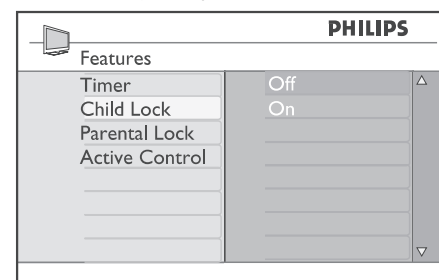 PHILIPS
Features
Timer
Off
Child Lock
On
Parental Lock
Active Control